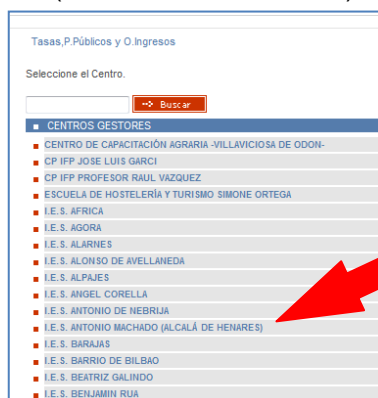 Tasas,P.Públicos y O.Ingresos
Seleccione el Centro.
Buscar
CENTROS GESTORES
CENTRO DE CAPACITACIÓN AGRARIA -VILLAVICIOSA DE ODON-
CP IFP JOSE LUIS GARCI
CP IFP PROFESOR RAUL VAZQUEZ
ESCUELA DE HOSTELERÍA Y TURISMO SIMONE ORTEGA
I.E.S. AFRICA
I.E.S. AGORA
I.E.S. ALARNES
I.E.S. ALONSO DE AVELLANEDA
I.E.S. ALPAJES
I.E.S. ANGEL CORELLA
I.E.S. ANTONIO DE NEBRIJA
I.E.S. ANTONIO MACHADO (ALCALÁ DE HENARES)
I.E.S. BARAJAS
I.E.S. BARRIO DE BILBAO
I.E.S. BEATRIZ GALINDO
I.E.S. BENJAMIN RUA